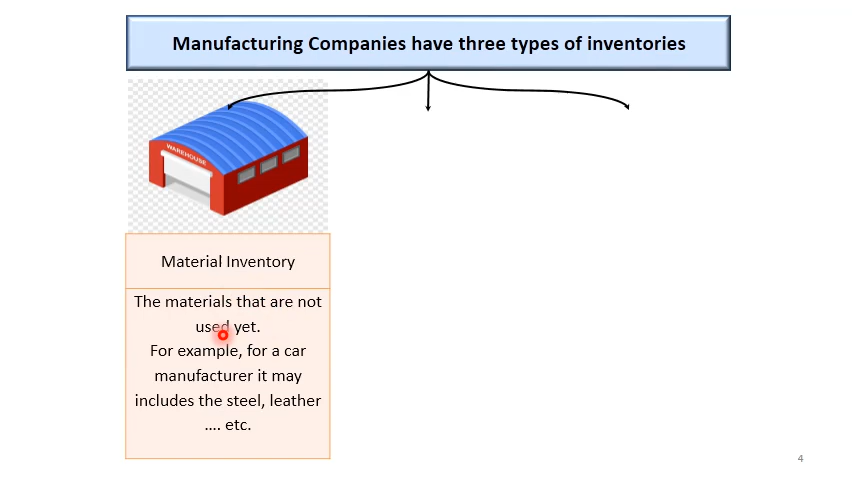 Manufacturing Companies have three types of inventories
WAREHOUSE
Material Inventory
The materials that are not
used yet.
For example, for a car
manufacturer it may
includes the steel, leather
.... etc.
4